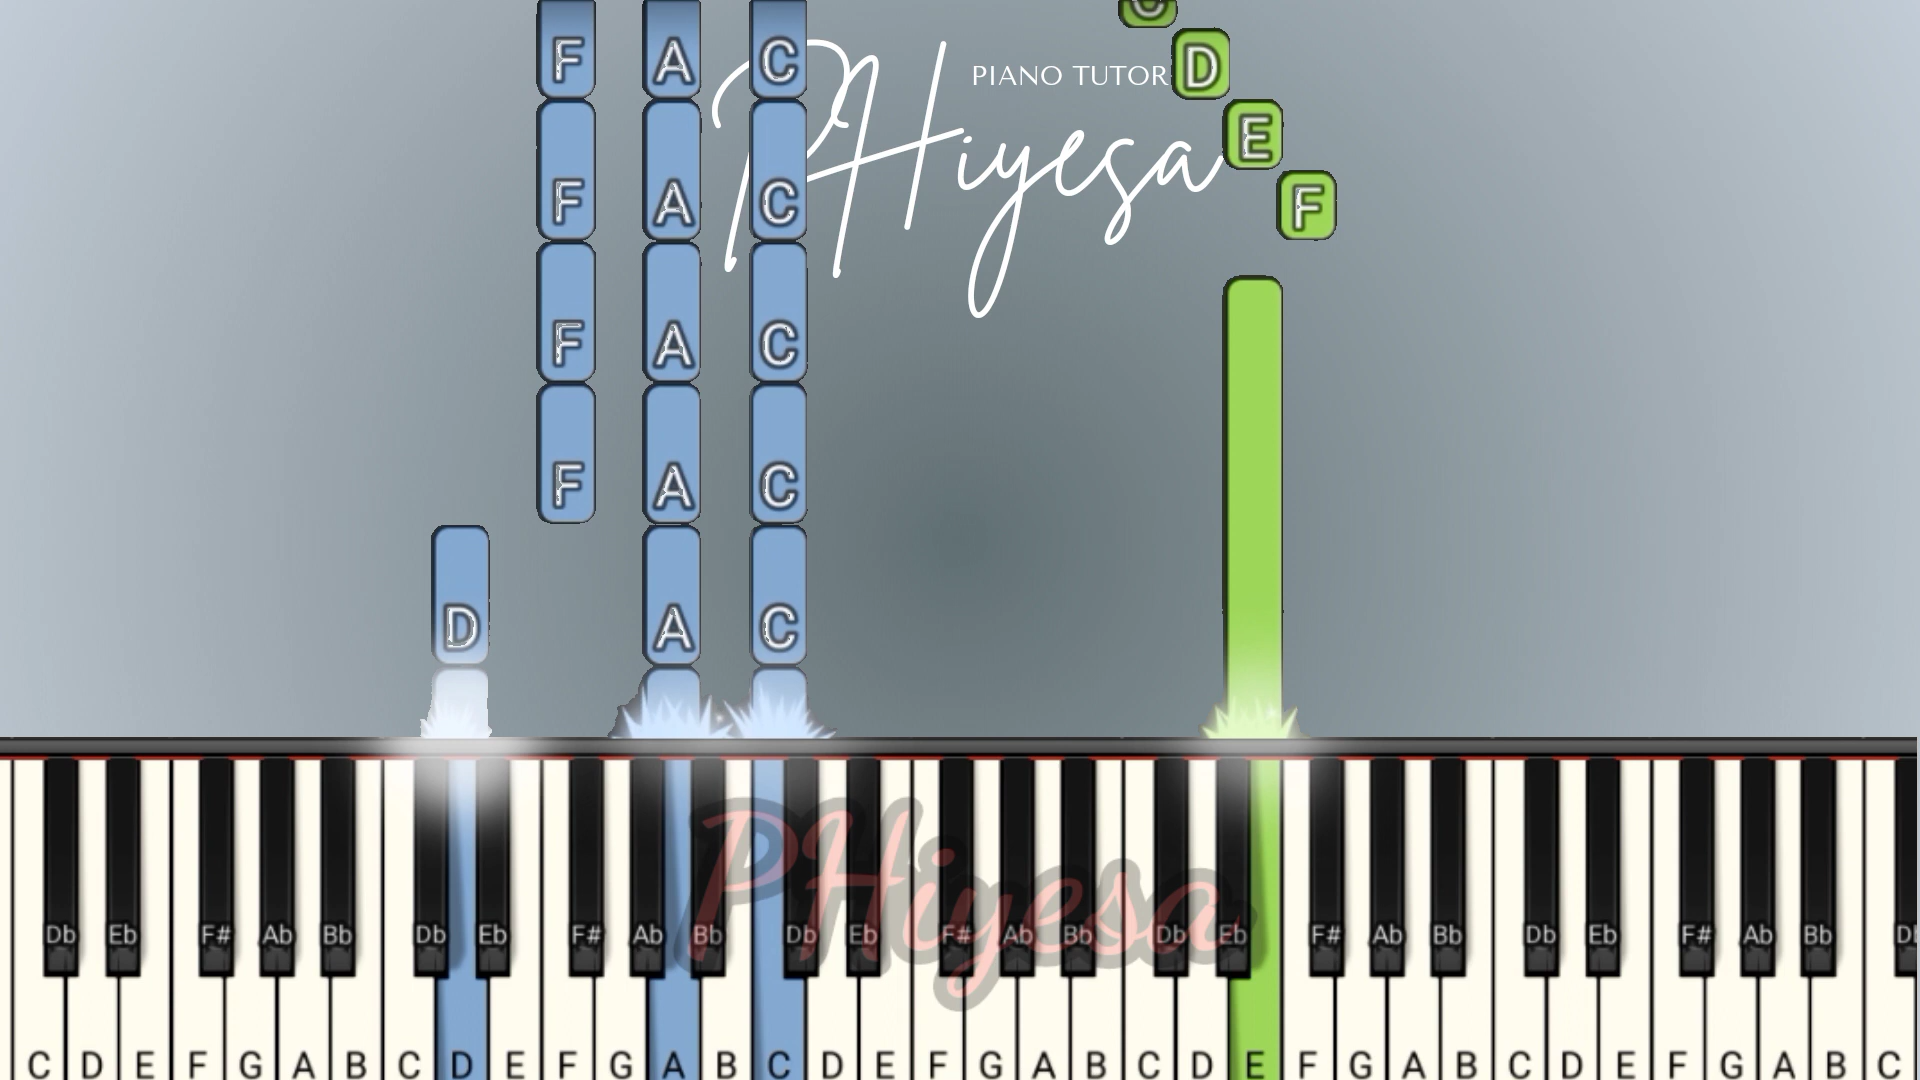 C
F A C D
PIANO TUTOR
PHiyesa
E
F A C F
F A C
F A C
D A C
PHiyesa
Db Eb F# Ab Bb Db Eb F# Ab Bb Db Eb F# Ab Bb Db Eb F# Ab Bb Db Eb F# Ab Bb
C D E F G A B C D E F G A B C D E F G A B C D E F G A B C D E F G A B C